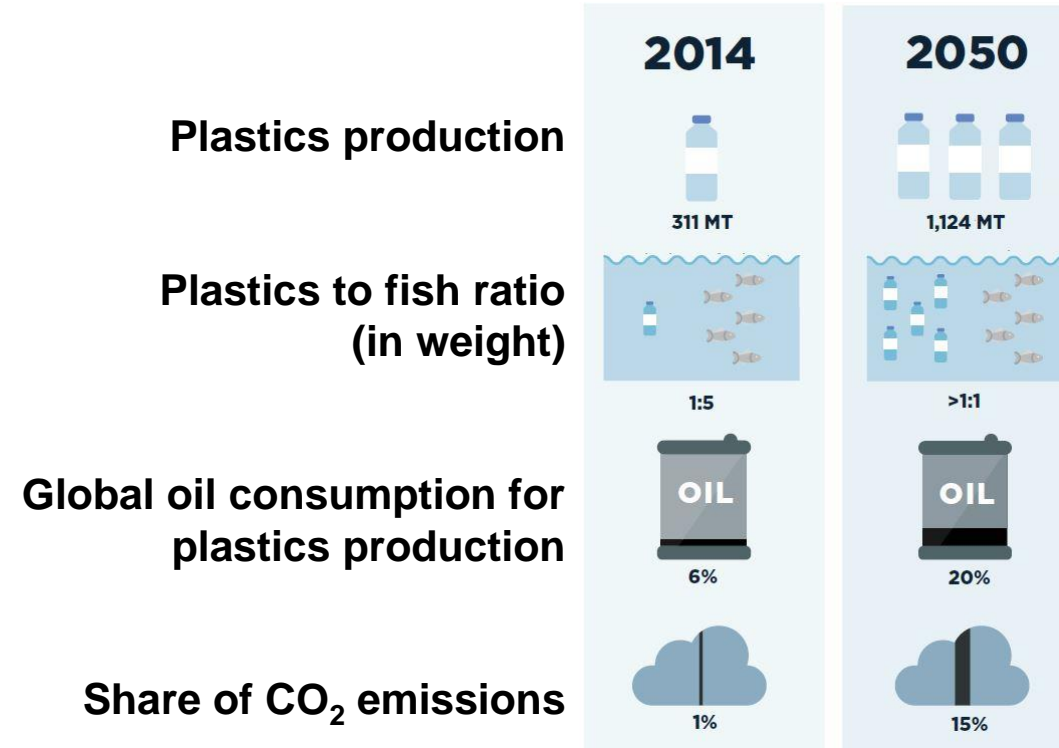 2014 2050
Plastics production
311 MT 1,124 MT
Plastics to fish ratio
(in weight)
1:5 >1:1
Global oil consumption for
plastics production
OIL OIL
6% 20%
Share of CO₂ emissions
1% 15%